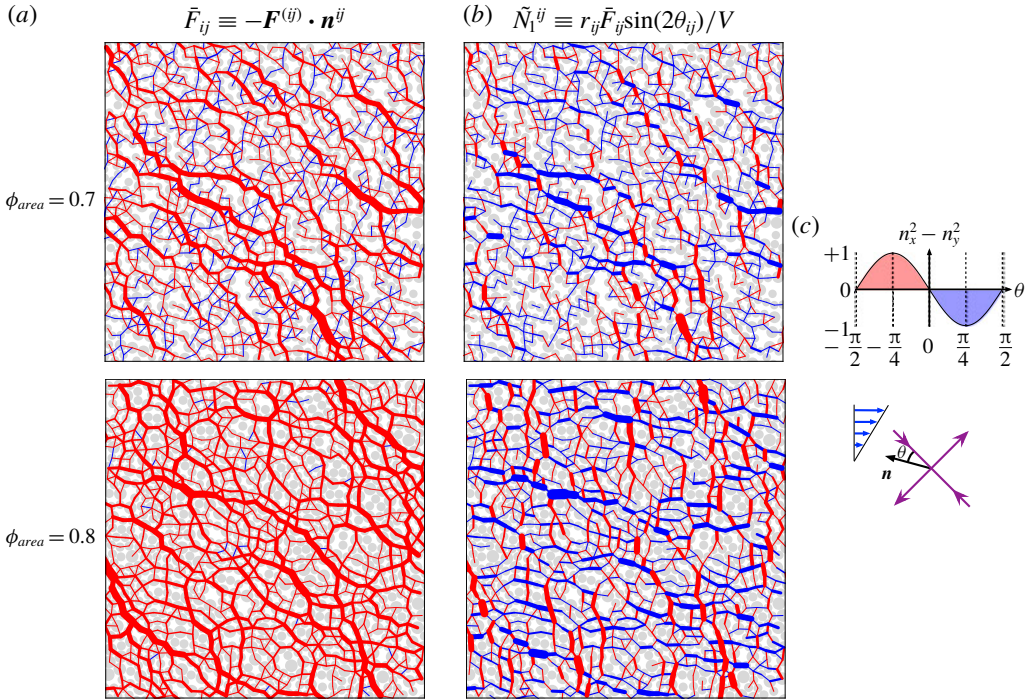 (a) F̄ᵢⱼ ≡ −F⁽ⁱʲ⁾ · nⁱʲ
(b) Ñ₁ⁱʲ ≡ rᵢⱼF̄ᵢⱼsin(2θᵢⱼ)/V
ϕarea = 0.7
(c)
nₓ² − n_y²
+1
0
θ
−1
−π/2 −π/4 0 π/4 π/2
θ
n
ϕarea = 0.8